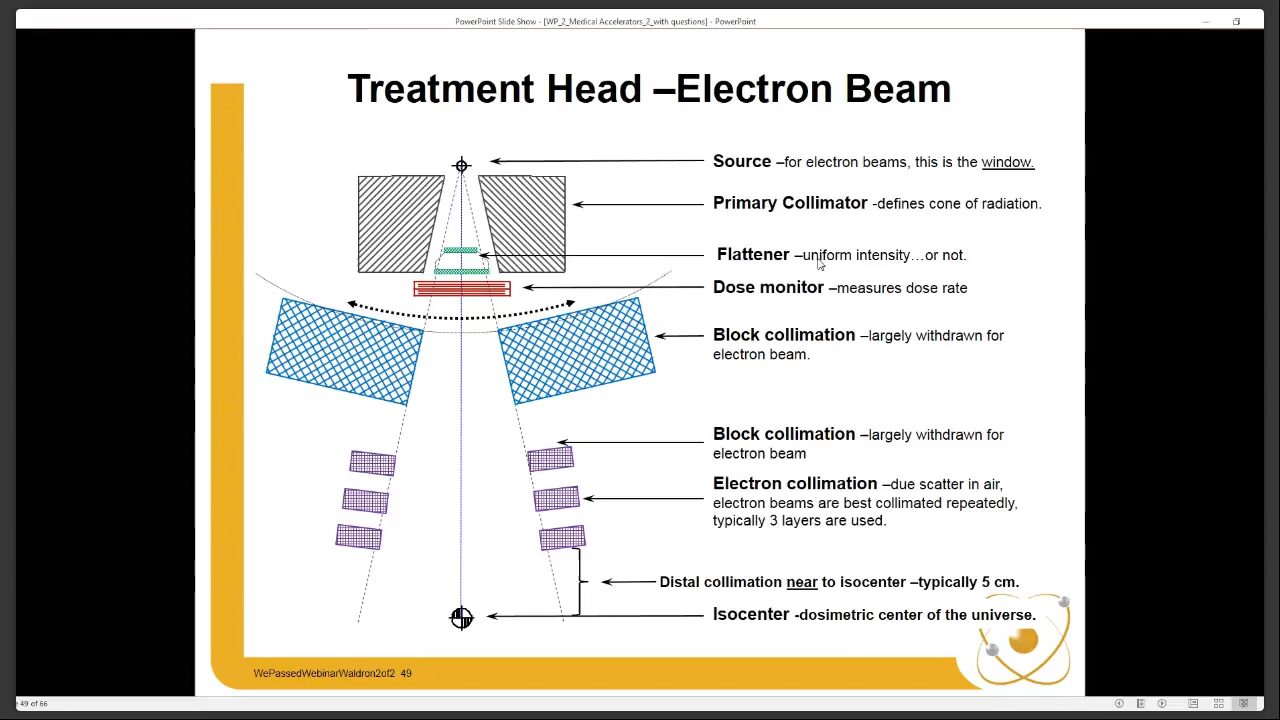 PowerPoint Slide Show - [WP_2_Medical Accelerators_2_with questions] - PowerPoint
Treatment Head –Electron Beam
Source –for electron beams, this is the window.
Primary Collimator -defines cone of radiation.
Flattener –uniform intensity…or not.
Dose monitor –measures dose rate
Block collimation –largely withdrawn for
electron beam.
Block collimation –largely withdrawn for
electron beam
Electron collimation –due scatter in air,
electron beams are best collimated repeatedly,
typically 3 layers are used.
Distal collimation near to isocenter –typically 5 cm.
Isocenter -dosimetric center of the universe.
WePassedWebinarWaldron2of2 49
49 of 66